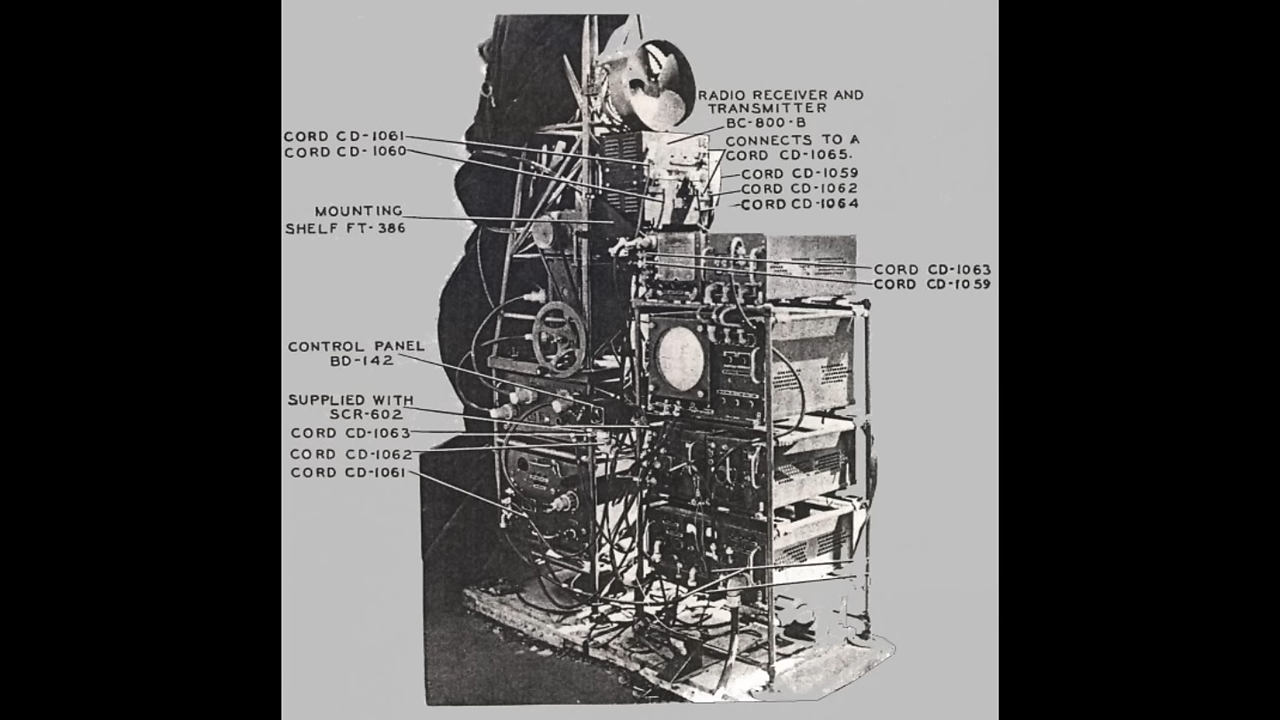 CORD CD-1061
CORD CD-1060
MOUNTING
SHELF FT-386
CONTROL PANEL
BD-142
SUPPLIED WITH
SCR-602
CORD CD-1063
CORD CD-1062
CORD CD-1061
RADIO RECEIVER AND
TRANSMITTER
BC-800-B
CONNECTS TO A
CORD CD-1065.
CORD CD-1059
CORD CD-1062
CORD CD-1064
CORD CD-1063
CORD CD-1059